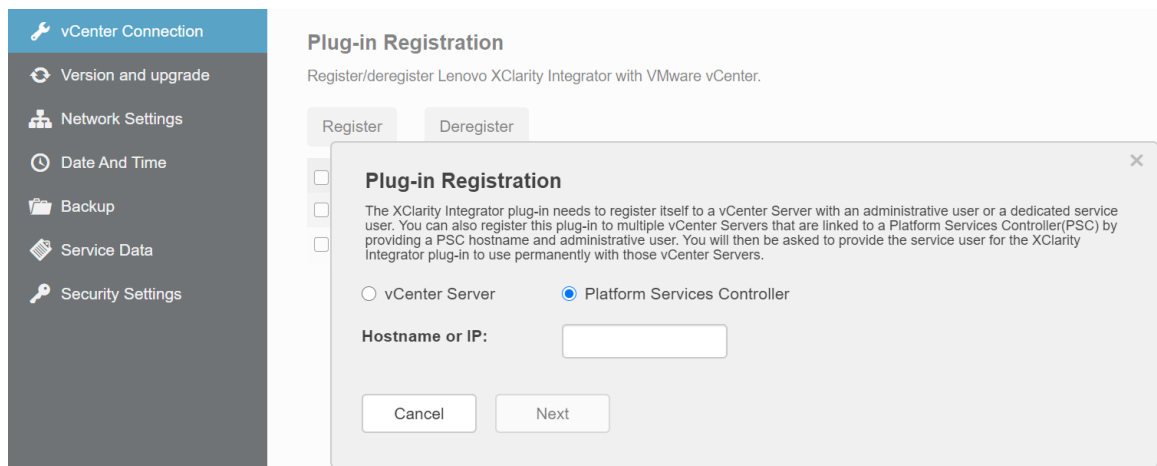 vCenter Connection
Version and upgrade
Network Settings
Date And Time
Backup
Service Data
Security Settings
Plug-in Registration
Register/deregister Lenovo XClarity Integrator with VMware vCenter.
Register Deregister
Plug-in Registration
The XClarity Integrator plug-in needs to register itself to a vCenter Server with an administrative user or a dedicated service
user. You can also register this plug-in to multiple vCenter Servers that are linked to a Platform Services Controller(PSC) by
providing a PSC hostname and administrative user. You will then be asked to provide the service user for the XClarity
Integrator plug-in to use permanently with those vCenter Servers.
vCenter Server Platform Services Controller
Hostname or IP:
Cancel Next